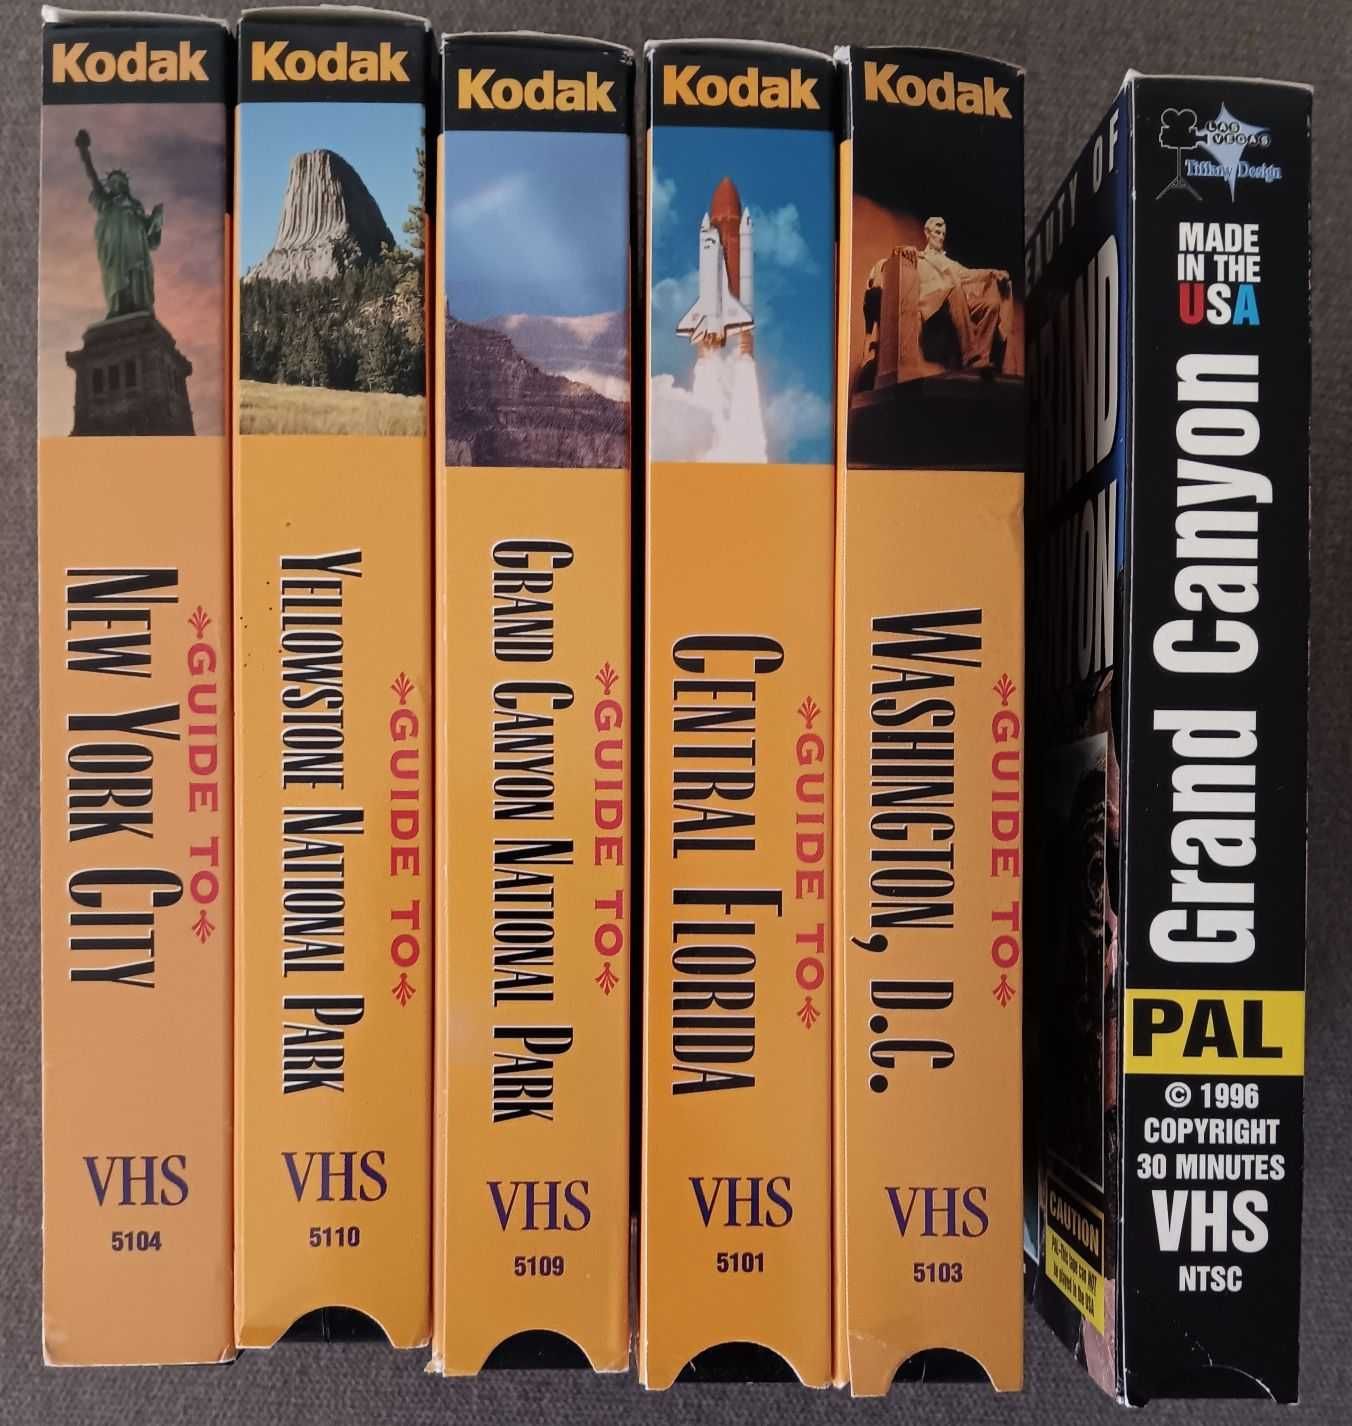 Kodak
GUIDE TO
NEW YORK CITY
VHS
5104
Kodak
GUIDE TO
YELLOWSTONE NATIONAL PARK
VHS
5110
Kodak
GUIDE TO
GRAND CANYON NATIONAL PARK
VHS
5109
Kodak
GUIDE TO
CENTRAL FLORIDA
VHS
5101
Kodak
GUIDE TO
WASHINGTON, D.C.
VHS
5103
OF
CAUTION
LAS
VEGAS
Tiffany Design
MADE
IN THE
USA
Grand Canyon
PAL
© 1996
COPYRIGHT
30 MINUTES
VHS
NTSC